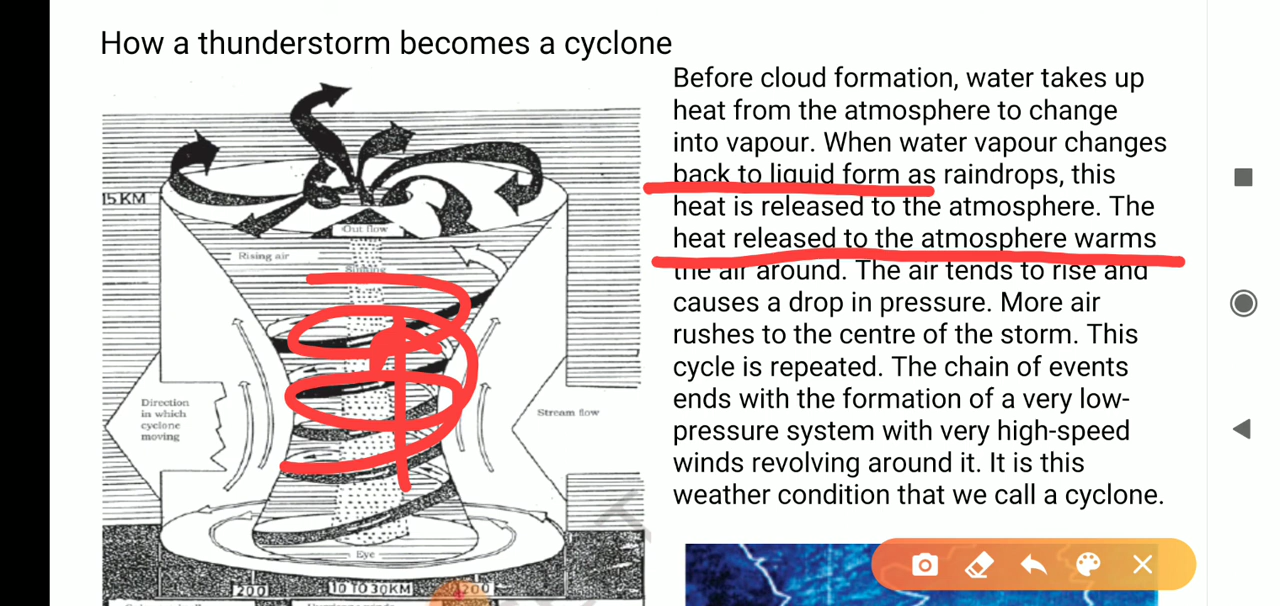 How a thunderstorm becomes a cyclone
Before cloud formation, water takes up
heat from the atmosphere to change
into vapour. When water vapour changes
back to liquid form as raindrops, this
heat is released to the atmosphere. The
heat released to the atmosphere warms
the air around. The air tends to rise and
causes a drop in pressure. More air
rushes to the centre of the storm. This
cycle is repeated. The chain of events
ends with the formation of a very low-
pressure system with very high-speed
winds revolving around it. It is this
weather condition that we call a cyclone.
15 KM
Out flow
Rising air
Sinking
Direction
in which
cyclone
moving
Stream flow
Eye
200
10 TO 30KM
200